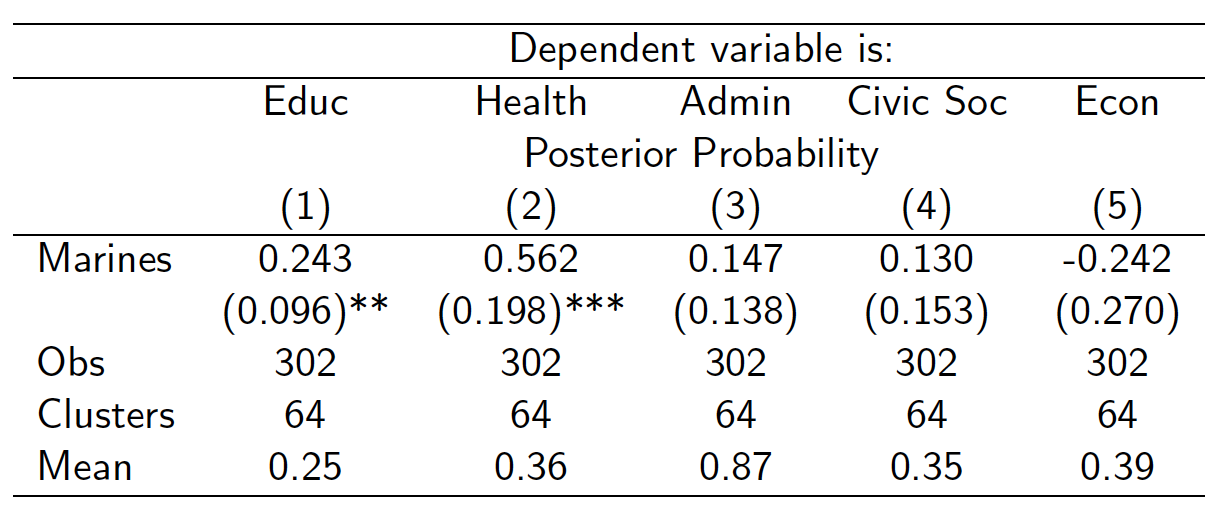 Dependent variable is:
Educ Health Admin Civic Soc Econ
Posterior Probability
(1) (2) (3) (4) (5)
Marines 0.243 0.562 0.147 0.130 -0.242
(0.096)** (0.198)*** (0.138) (0.153) (0.270)
Obs 302 302 302 302 302
Clusters 64 64 64 64 64
Mean 0.25 0.36 0.87 0.35 0.39